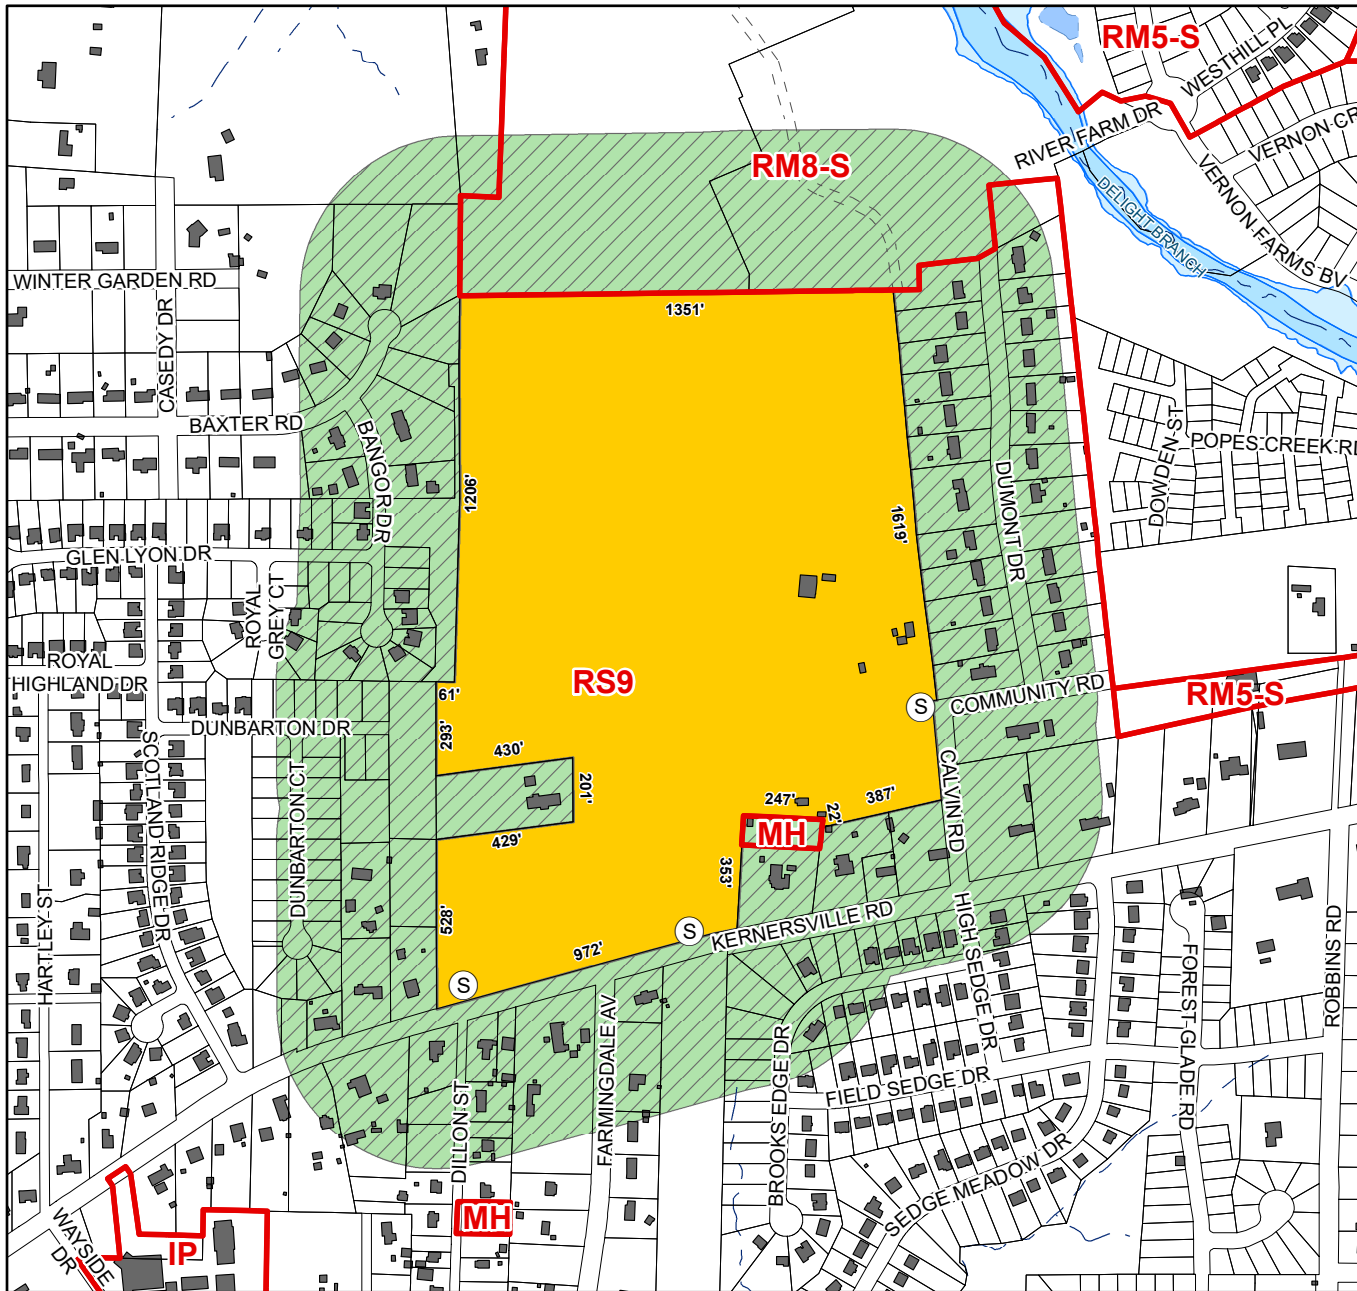 RM5-S
WESTHILL PL
RIVER FARM DR
VERNON CR
RM8-S
DELIGHT BRANCH
VERNON FARMS BV
WINTER GARDEN RD
CASEDY DR
1351'
BAXTER RD
BANGOR DR
DOWDEN ST
POPES CREEK RD
1206'
1619'
DUMONT DR
GLEN LYON DR
ROYAL
GREY CT
ROYAL
HIGHLAND DR
RS9
61'
S
COMMUNITY RD
RM5-S
DUNBARTON DR
293'
430'
SCOTLAND RIDGE DR
DUNBARTON CT
201'
CALVIN RD
247'
22'
387'
MH
429'
353'
HARTLEY ST
528'
972'
S
KERNERSVILLE RD
HIGH SEDGE DR
FOREST GLADE RD
ROBBINS RD
S
FARMINGDALE AV
BROOKSEDGE DR
FIELD SEDGE DR
DILLON ST
SEDGE MEADOW DR
MH
WAYSIDE
DR
IP